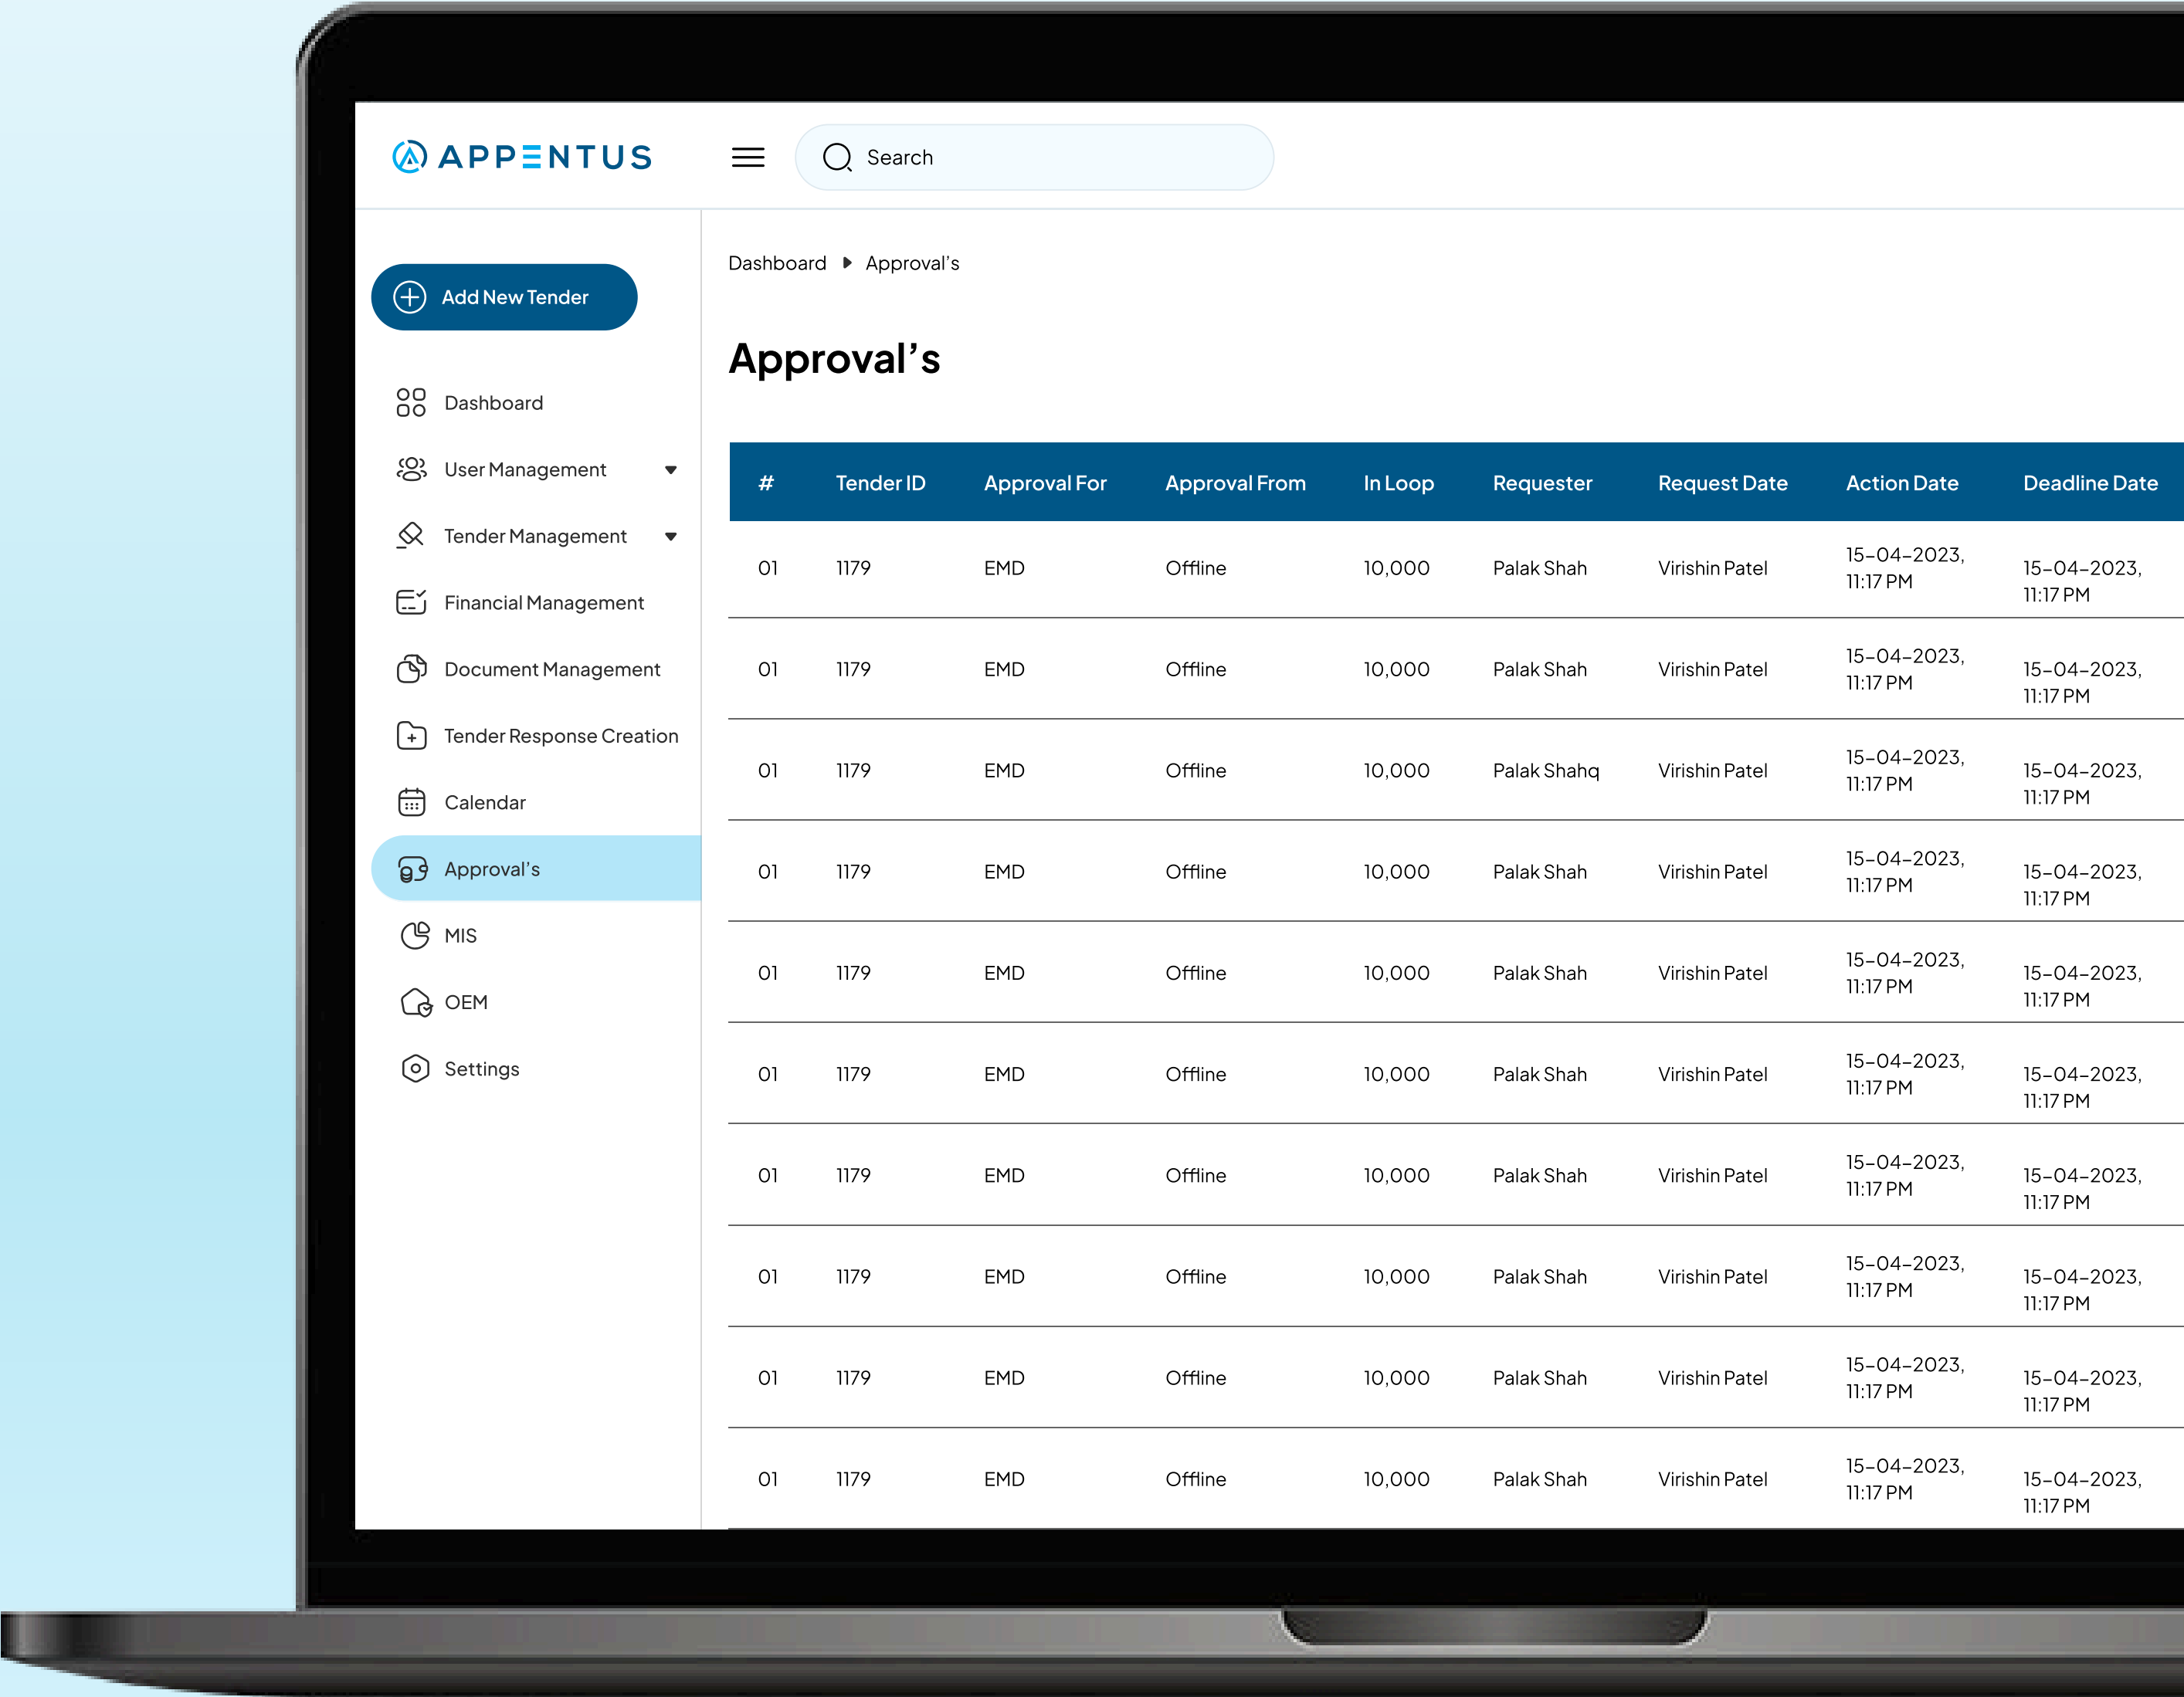 APPENTUS
Search
Add New Tender
Dashboard
User Management
Tender Management
Financial Management
Document Management
Tender Response Creation
Calendar
Approval’s
MIS
OEM
Settings
Dashboard Approval’s
Approval’s
# Tender ID Approval For Approval From In Loop Requester Request Date Action Date Deadline Date
01 1179 EMD Offline 10,000 Palak Shah Virishin Patel 15-04-2023, 15-04-2023,
11:17 PM 11:17 PM
01 1179 EMD Offline 10,000 Palak Shah Virishin Patel 15-04-2023, 15-04-2023,
11:17 PM 11:17 PM
01 1179 EMD Offline 10,000 Palak Shahq Virishin Patel 15-04-2023, 15-04-2023,
11:17 PM 11:17 PM
01 1179 EMD Offline 10,000 Palak Shah Virishin Patel 15-04-2023, 15-04-2023,
11:17 PM 11:17 PM
01 1179 EMD Offline 10,000 Palak Shah Virishin Patel 15-04-2023, 15-04-2023,
11:17 PM 11:17 PM
01 1179 EMD Offline 10,000 Palak Shah Virishin Patel 15-04-2023, 15-04-2023,
11:17 PM 11:17 PM
01 1179 EMD Offline 10,000 Palak Shah Virishin Patel 15-04-2023, 15-04-2023,
11:17 PM 11:17 PM
01 1179 EMD Offline 10,000 Palak Shah Virishin Patel 15-04-2023, 15-04-2023,
11:17 PM 11:17 PM
01 1179 EMD Offline 10,000 Palak Shah Virishin Patel 15-04-2023, 15-04-2023,
11:17 PM 11:17 PM
01 1179 EMD Offline 10,000 Palak Shah Virishin Patel 15-04-2023, 15-04-2023,
11:17 PM 11:17 PM